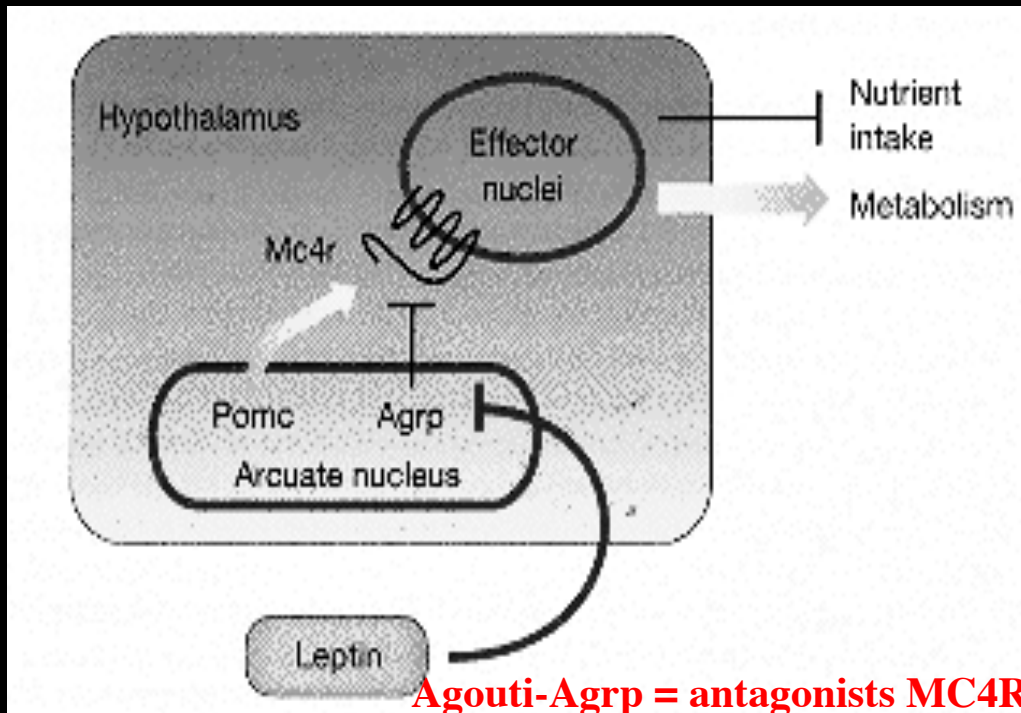 Hypothalamus
Effector
nuclei
Nutrient
intake
Metabolism
Mc4r
Pomc
Agrp
Arcuate nucleus
Leptin
Agouti-Agrp = antagonists MC4R